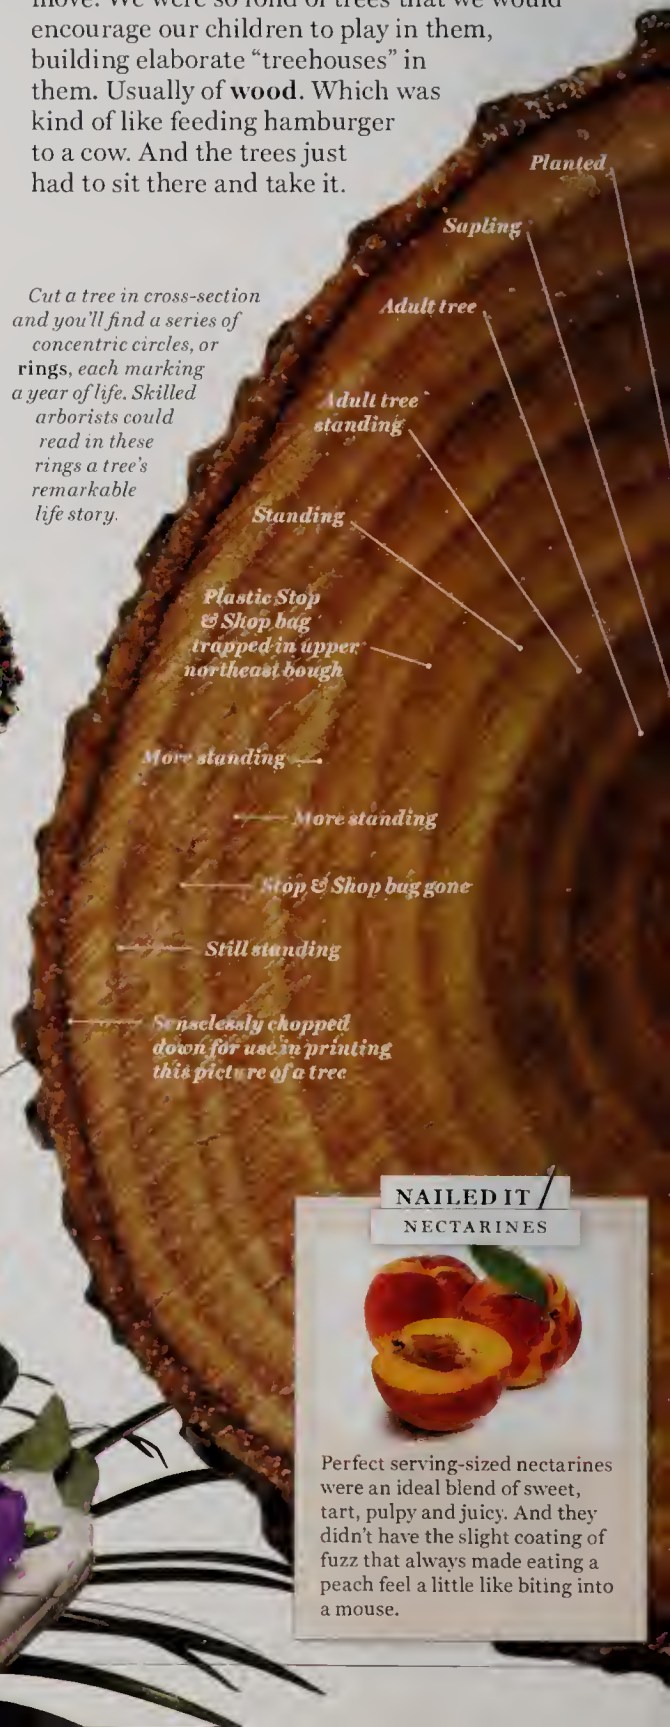 move. We were so fond of trees that we would
encourage our children to play in them,
building elaborate “treehouses” in
them. Usually of wood. Which was
kind of like feeding hamburger
to a cow. And the trees just
had to sit there and take it.
Cut a tree in cross-section
and you’ll find a series of
concentric circles, or
rings, each marking
a year of life. Skilled
arborists could
read in these
rings a tree’s
remarkable
life story.
Planted
Sapling
Adult tree
Adult tree
standing
Standing
Plastic Stop
& Shop bag
trapped in upper
northeast bough
More standing
More standing
Stop & Shop bag gone
Still standing
Senselessly chopped
down for use in printing
this picture of a tree
NAILED IT
NECTARINES
Perfect serving-sized nectarines
were an ideal blend of sweet,
tart, pulpy and juicy. And they
didn’t have the slight coating of
fuzz that always made eating a
peach feel a little like biting into
a mouse.